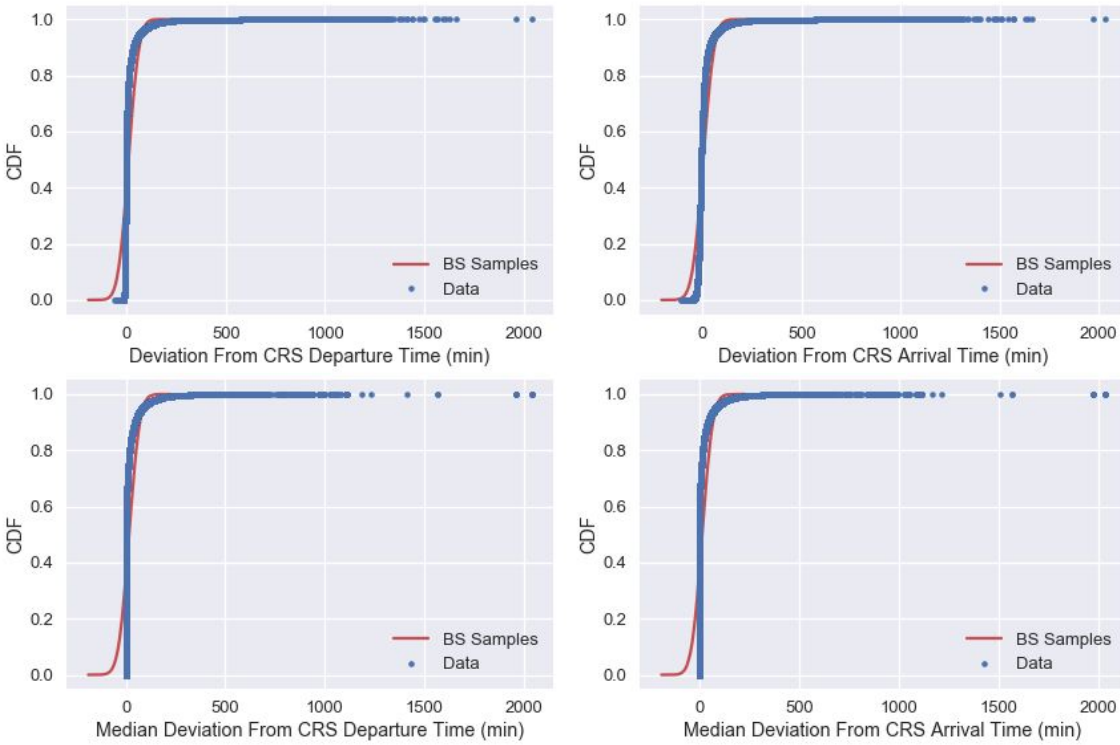 1.0
0.8
0.6
0.4
0.2
0.0
CDF
BS Samples
Data
0 500 1000 1500 2000
Deviation From CRS Departure Time (min)
1.0
0.8
0.6
0.4
0.2
0.0
CDF
BS Samples
Data
0 500 1000 1500 2000
Deviation From CRS Arrival Time (min)
1.0
0.8
0.6
0.4
0.2
0.0
CDF
BS Samples
Data
0 500 1000 1500 2000
Median Deviation From CRS Departure Time (min)
1.0
0.8
0.6
0.4
0.2
0.0
CDF
BS Samples
Data
0 500 1000 1500 2000
Median Deviation From CRS Arrival Time (min)